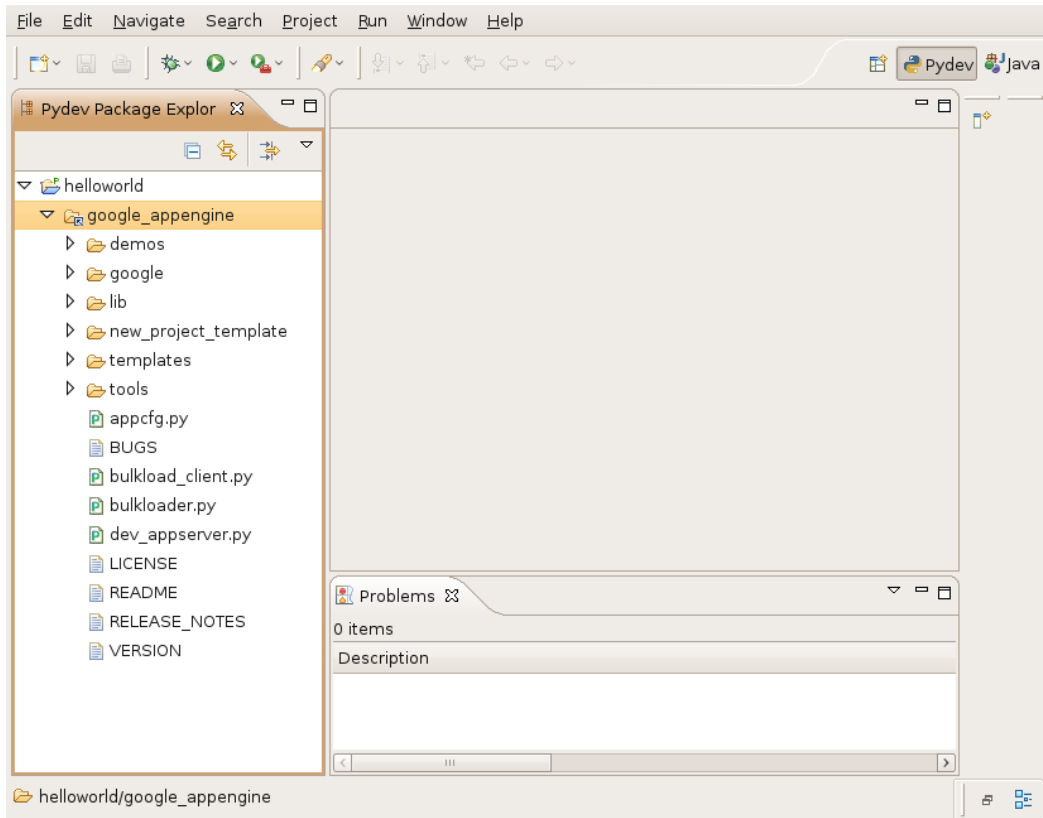 File Edit Navigate Search Project Run Window Help
Pydev Java
Pydev Package Explor
helloworld
google_appengine
demos
google
lib
new_project_template
templates
tools
appcfg.py
BUGS
bulkload_client.py
bulkloader.py
dev_appserver.py
LICENSE
README
RELEASE_NOTES
VERSION
Problems
0 items
Description
helloworld/google_appengine